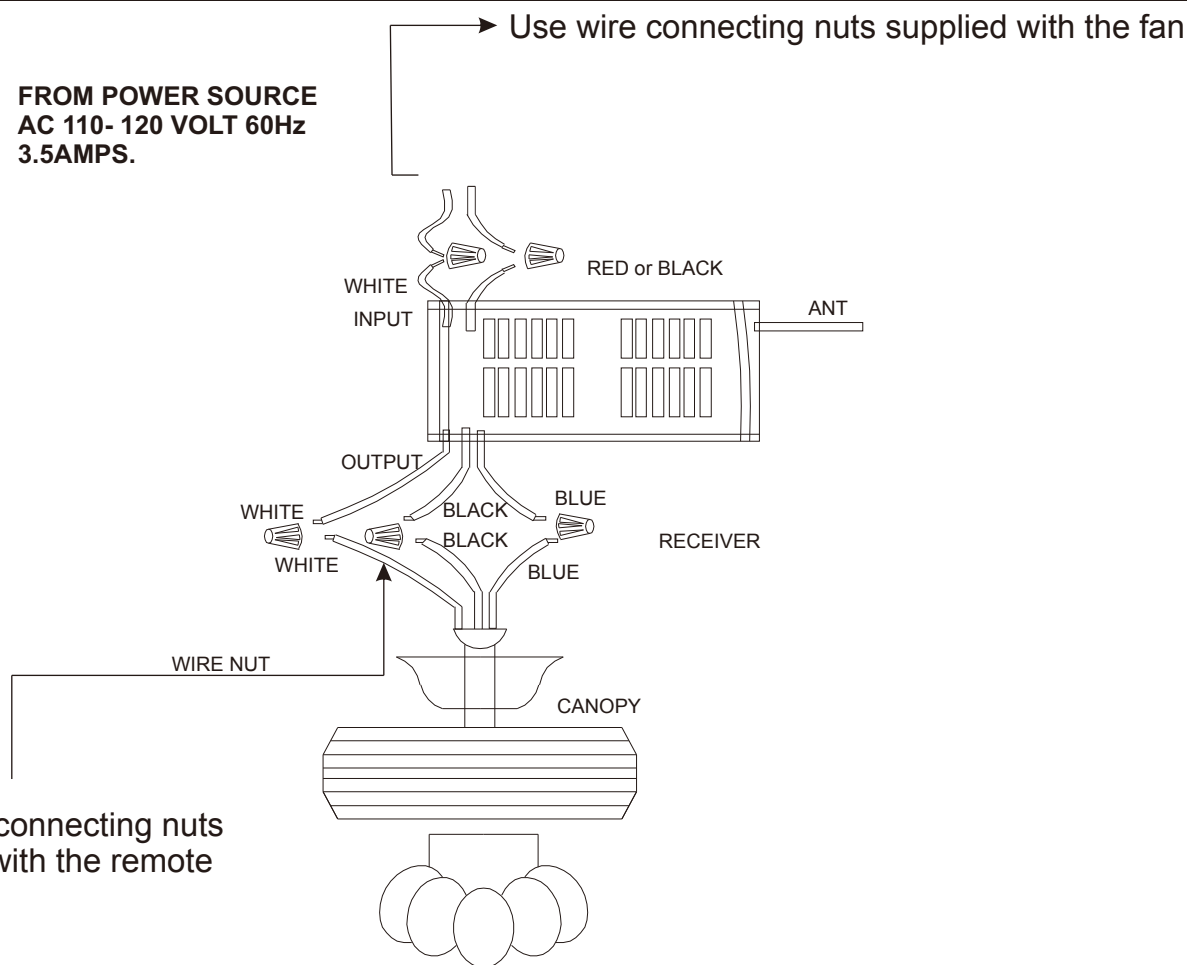 Use wire connecting nuts supplied with the fan
FROM POWER SOURCE
AC 110- 120 VOLT 60Hz
3.5AMPS.
RED or BLACK
WHITE
INPUT
ANT
OUTPUT
WHITE
BLACK
BLUE
BLACK
RECEIVER
WHITE
BLUE
WIRE NUT
CANOPY
connecting nuts
with the remote